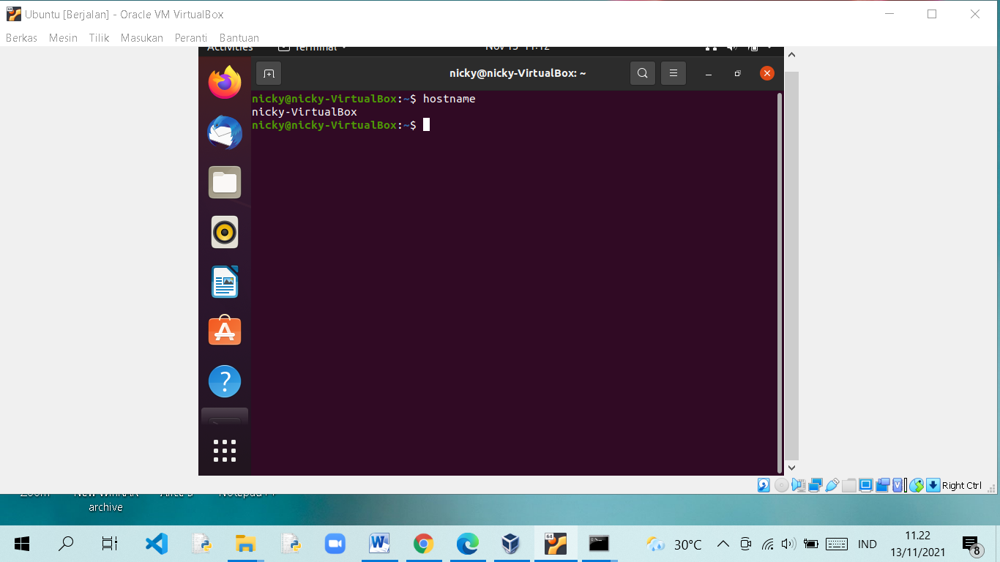 Ubuntu [Berjalan] - Oracle VM VirtualBox
Berkas Mesin Tilik Masukan Peranti Bantuan
Activities Terminal Nov 13 11:12
nicky@nicky-VirtualBox: ~
nicky@nicky-VirtualBox:~$ hostname
nicky-VirtualBox
nicky@nicky-VirtualBox:~$
Right Ctrl
Zoom New WinRAR Notepad++
archive
64
30°C
IND
11.22
13/11/2021
8